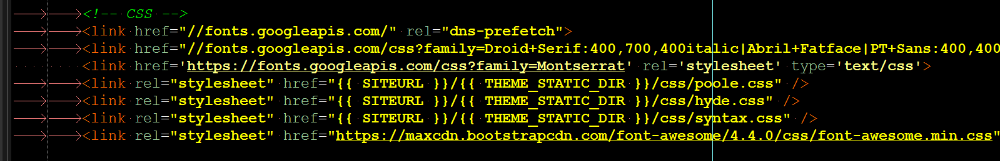 <!-- CSS -->
<link href="//fonts.googleapis.com/" rel="dns-prefetch">
<link href="//fonts.googleapis.com/css?family=Droid+Serif:400,700,400italic|Abril+Fatface|PT+Sans:400,400
<link href='https://fonts.googleapis.com/css?family=Montserrat' rel='stylesheet' type='text/css'>
<link rel="stylesheet" href="{{ SITEURL }}/{{ THEME_STATIC_DIR }}/css/poole.css" />
<link rel="stylesheet" href="{{ SITEURL }}/{{ THEME_STATIC_DIR }}/css/hyde.css" />
<link rel="stylesheet" href="{{ SITEURL }}/{{ THEME_STATIC_DIR }}/css/syntax.css" />
<link rel="stylesheet" href="https://maxcdn.bootstrapcdn.com/font-awesome/4.4.0/css/font-awesome.min.css"